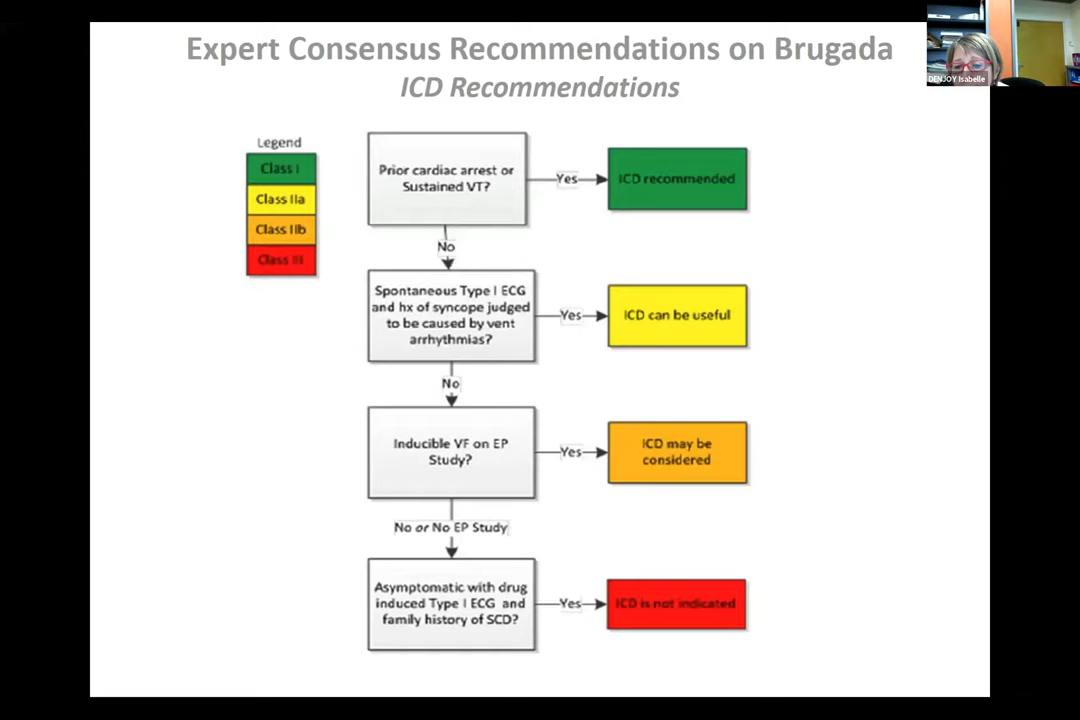 Expert Consensus Recommendations on Brugada
ICD Recommendations
DENJOY Isabelle
Legend
Class I
Class IIa
Class IIb
Class III
Prior cardiac arrest or
Sustained VT?
Yes
ICD recommended
No
Spontaneous Type I ECG
and hx of syncope judged
to be caused by vent
arrhythmias?
Yes
ICD can be useful
No
Inducible VF on EP
Study?
Yes
ICD may be
considered
No or No EP Study
Asymptomatic with drug
induced Type I ECG and
family history of SCD?
Yes
ICD is not indicated